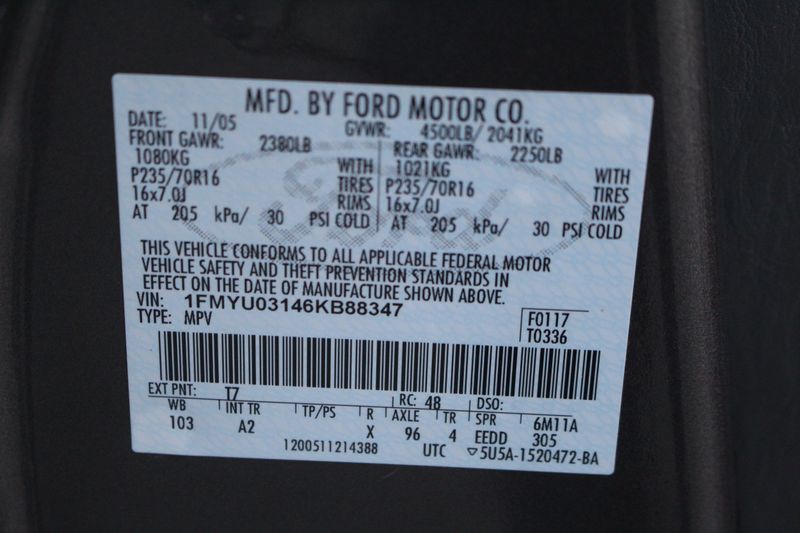 MFD. BY FORD MOTOR CO.
DATE: 11/05 GVWR: 4500LB/ 2041KG
FRONT GAWR: 2380LB REAR GAWR: 2250LB
1080KG WITH 1021KG WITH
P235/70R16 TIRES P235/70R16 TIRES
16x7.0J RIMS 16x7.0J RIMS
AT 205 kPa/ 30 PSI COLD AT 205 kPa/ 30 PSI COLD
Ford
THIS VEHICLE CONFORMS TO ALL APPLICABLE FEDERAL MOTOR
VEHICLE SAFETY AND THEFT PREVENTION STANDARDS IN
EFFECT ON THE DATE OF MANUFACTURE SHOWN ABOVE.
VIN: 1FMYU03146KB88347 F0117
TYPE: MPV T0336
EXT PNT: T7 RC: 48 DSO:
WB INT TR TP/PS R AXLE TR SPR 6M11A
103 A2 X 96 4 EEDD 305
1200511214388 UTC ▽5U5A-1520472-BA